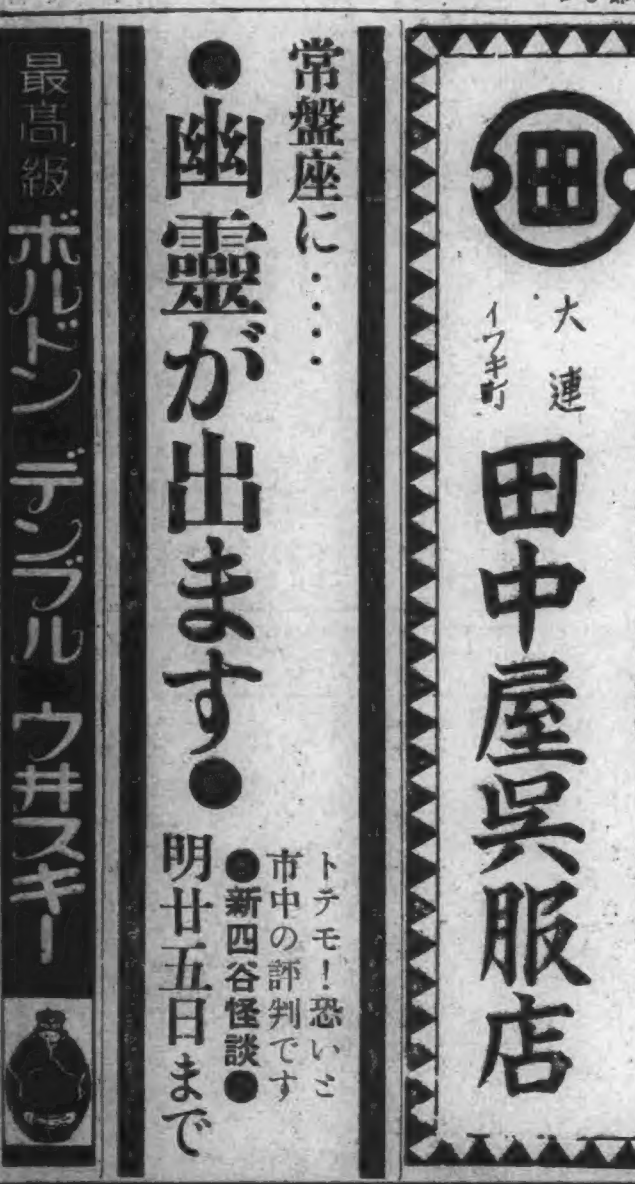 田
大連
イワキ町
田中屋呉服店
常盤座に‥‥
●幽靈が出ます●
トテモ!恐いと
市中の評判です
●新四谷怪談●
明廿五日まで
最高級 ボルドン デンブル ウ井スキー